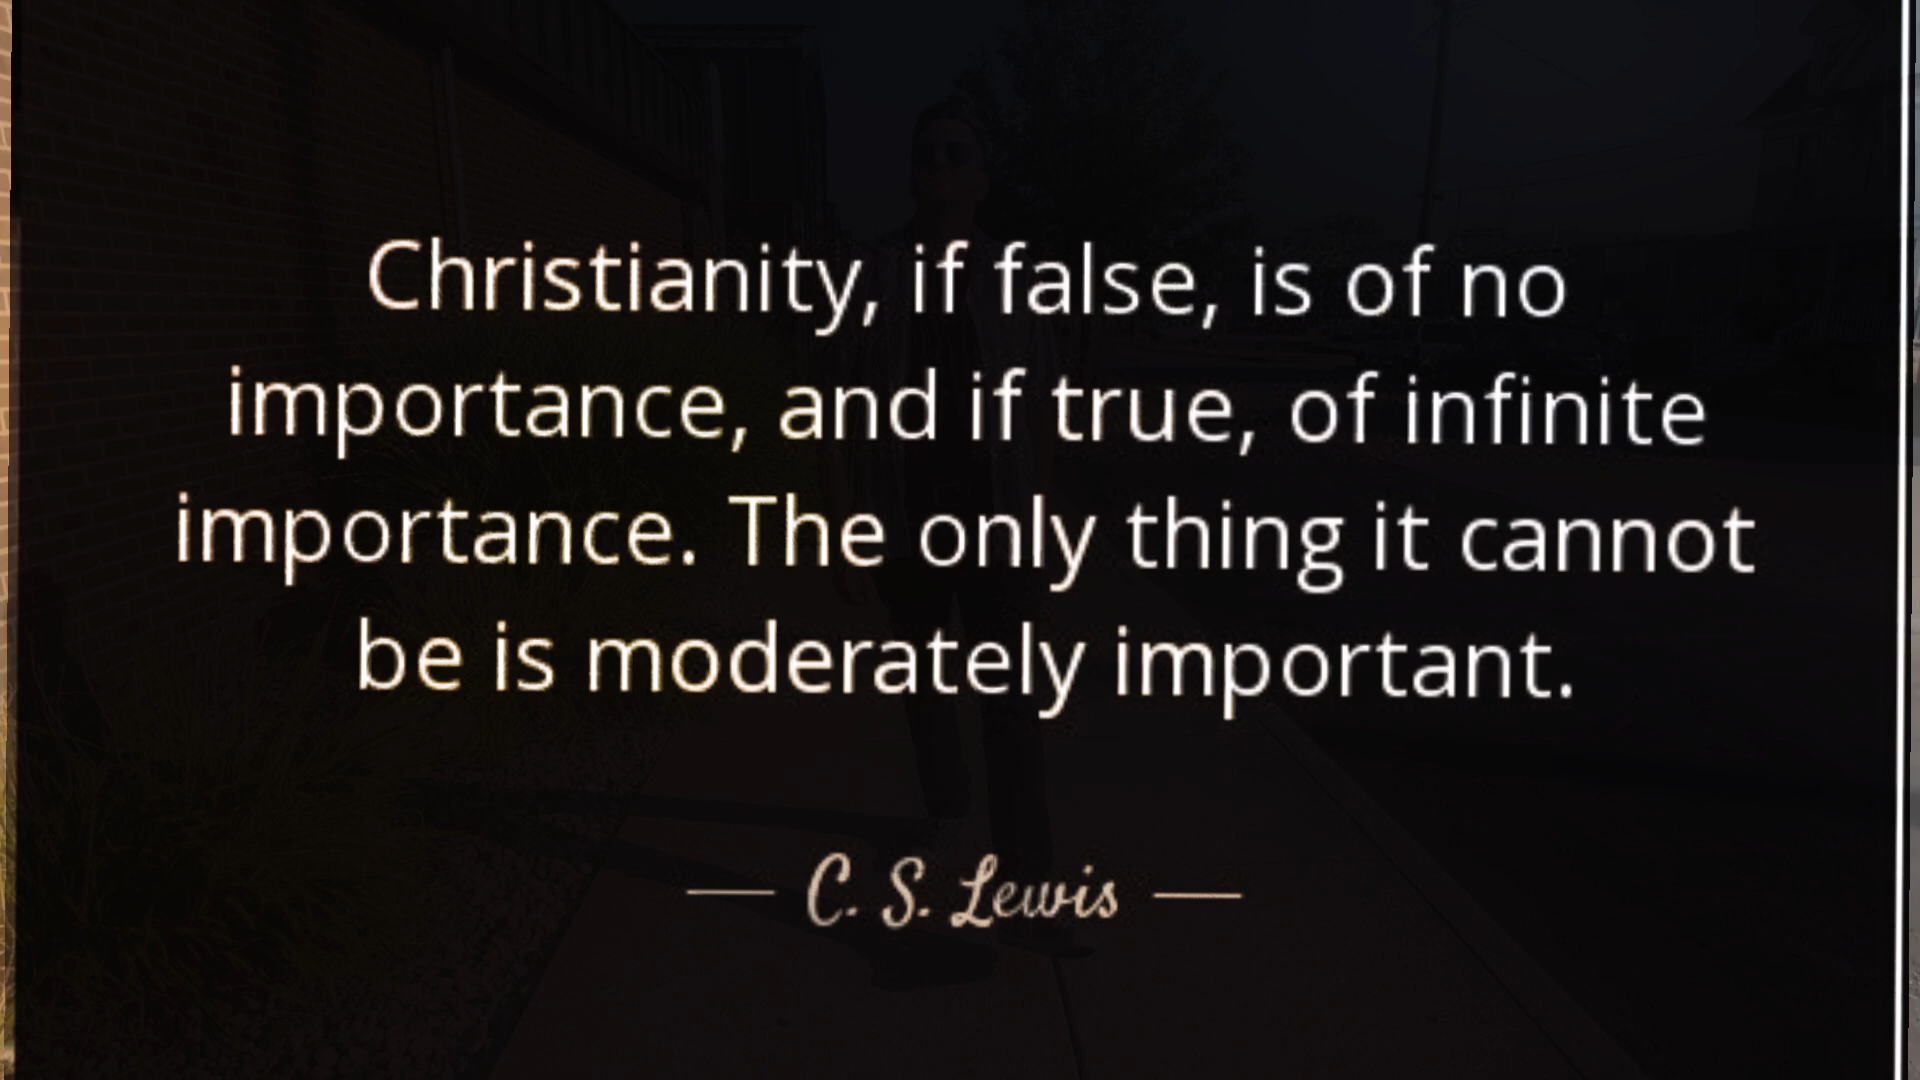 Christianity, if false, is of no
importance, and if true, of infinite
importance. The only thing it cannot
be is moderately important.
— C. S. Lewis —